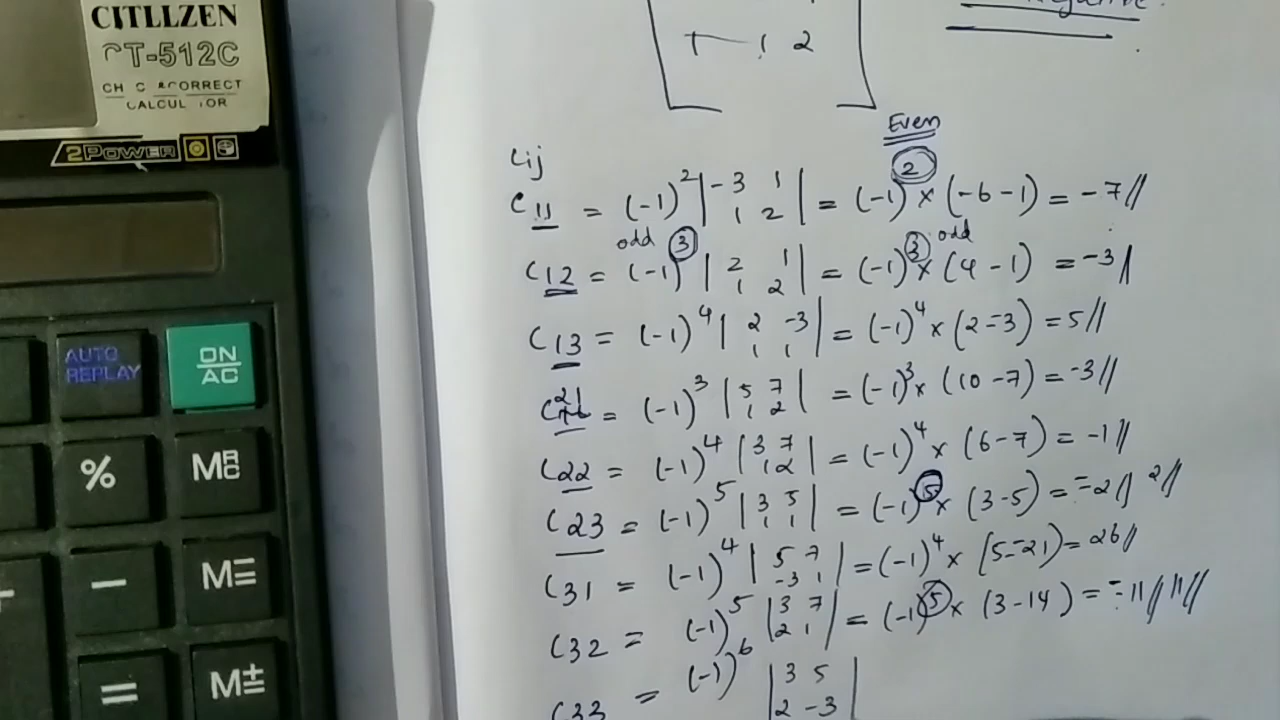 CITLLZEN
CT-512C
CH C & CORRECT
CALCUL OR
2POWER
AUTO
REPLAY
ON
AC
%
MRC
−
M=
=
M±
1 2
Even
Cij
C11 = (-1)^2 |-3 1 1 2| = (-1)^2 × (-6-1) = -7//
odd odd
C12 = (-1)^3 |2 1 1 2| = (-1)^3 × (4-1) = -3//
C13 = (-1)^4 |2 -3 1 1| = (-1)^4 × (2--3) = 5//
C21 = (-1)^3 |5 7 1 2| = (-1)^3 × (10-7) = -3//
C22 = (-1)^4 |3 7 1 2| = (-1)^4 × (6-7) = -1//
C23 = (-1)^5 |3 5 1 1| = (-1)^5 × (3-5) = --2// 2//
C31 = (-1)^4 |5 7 -3 1| = (-1)^4 × (5--21) = 26//
C32 = (-1)^5 |3 7 2 1| = (-1)^5 × (3-14) = --11// 11//
C33 = (-1)^6 |3 5 2 -3|